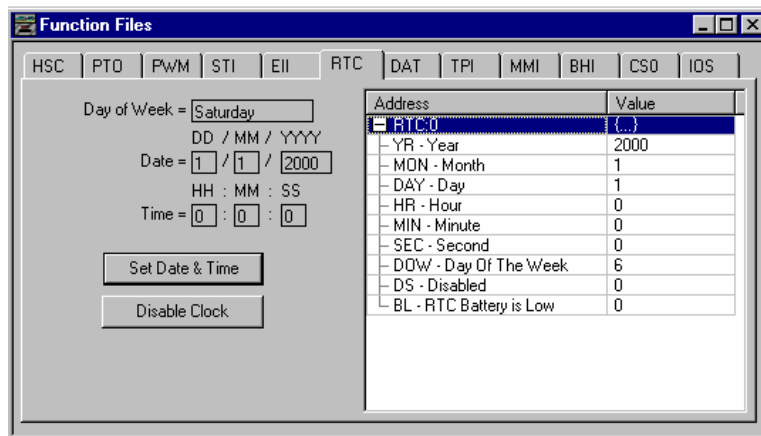 Function Files
HSC PTO PWM STI EII RTC DAT TPI MMI BHI CS0 IOS
Day of Week = Saturday
DD / MM / YYYY
Date = 1 / 1 / 2000
HH : MM : SS
Time = 0 : 0 : 0
Set Date & Time
Disable Clock
Address Value
RTC:0 {...}
YR - Year 2000
MON - Month 1
DAY - Day 1
HR - Hour 0
MIN - Minute 0
SEC - Second 0
DOW - Day Of The Week 6
DS - Disabled 0
BL - RTC Battery is Low 0